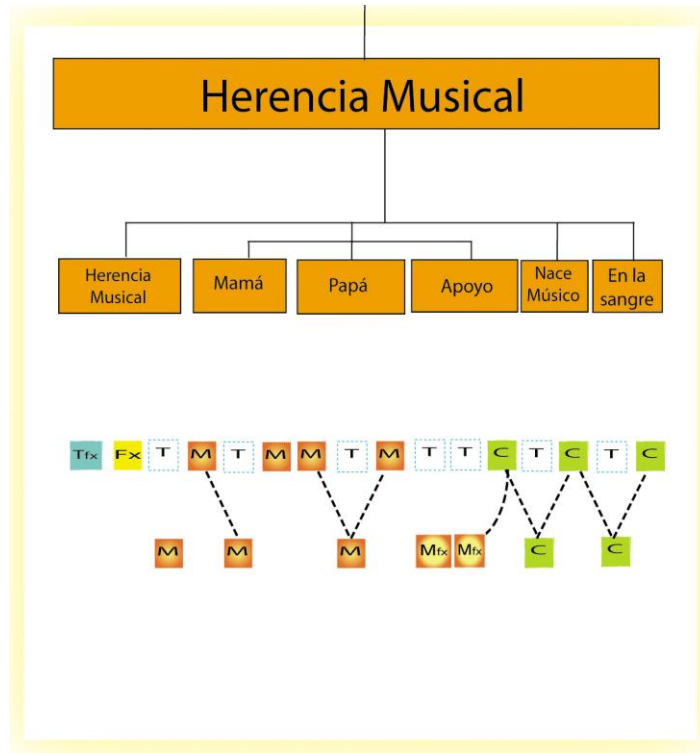 Herencia Musical
Herencia
Musical
Mamá
Papá
Apoyo
Nace
Músico
En la
sangre
Tfx Fx T M T M M T M T T C T C T C
M M M Mfx Mfx C C